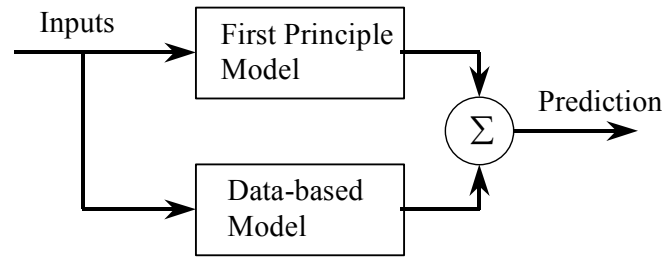 Inputs
First Principle
Model
Σ
Prediction
Data-based
Model